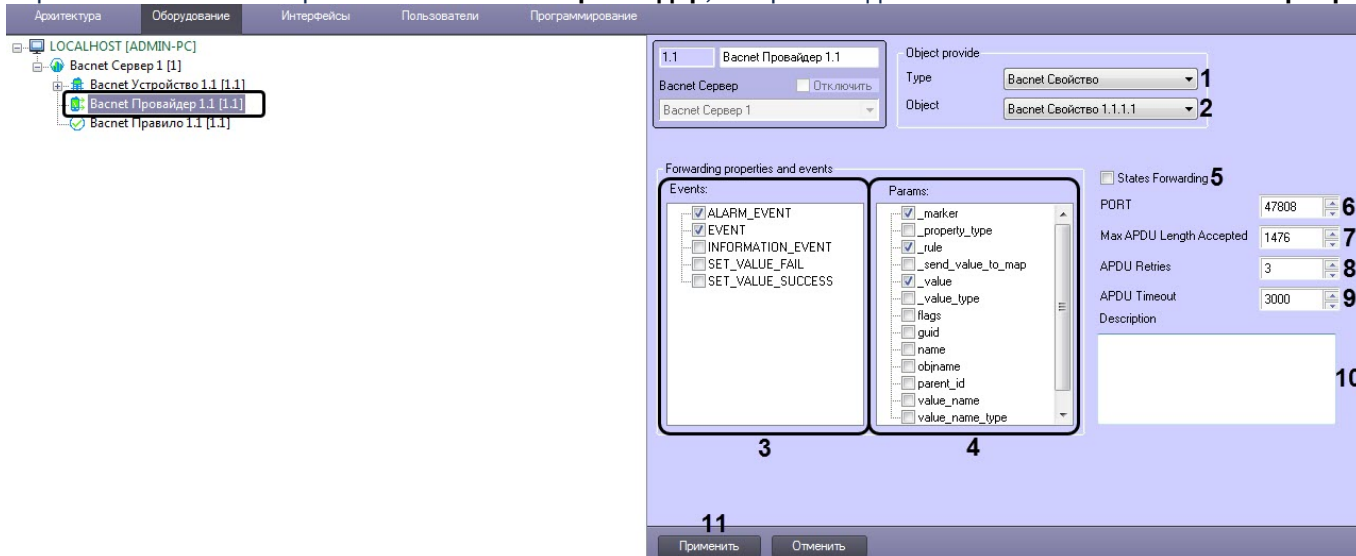 дер,
Архитектура Оборудование Интерфейсы Пользователи Программирование
LOCALHOST [ADMIN-PC]
Bacnet Сервер 1 [1]
Bacnet Устройство 1.1 [1.1]
Bacnet Провайдер 1.1 [1.1]
Bacnet Правило 1.1 [1.1]
1.1 Bacnet Провайдер 1.1
Bacnet Сервер Отключить
Bacnet Сервер 1
Object provide
Type Bacnet Свойство 1
Object Bacnet Свойство 1.1.1.1 2
Forwarding properties and events
Events:
ALARM_EVENT
EVENT
INFORMATION_EVENT
SET_VALUE_FAIL
SET_VALUE_SUCCESS
3
Params:
_marker
_property_type
_rule
_send_value_to_map
_value
_value_type
flags
guid
name
objname
parent_id
value_name
value_name_type
4
States Forwarding 5
PORT 47808 6
Max APDU Length Accepted 1476 7
APDU Retries 3 8
APDU Timeout 3000 9
Description
10
11
Применить Отменить